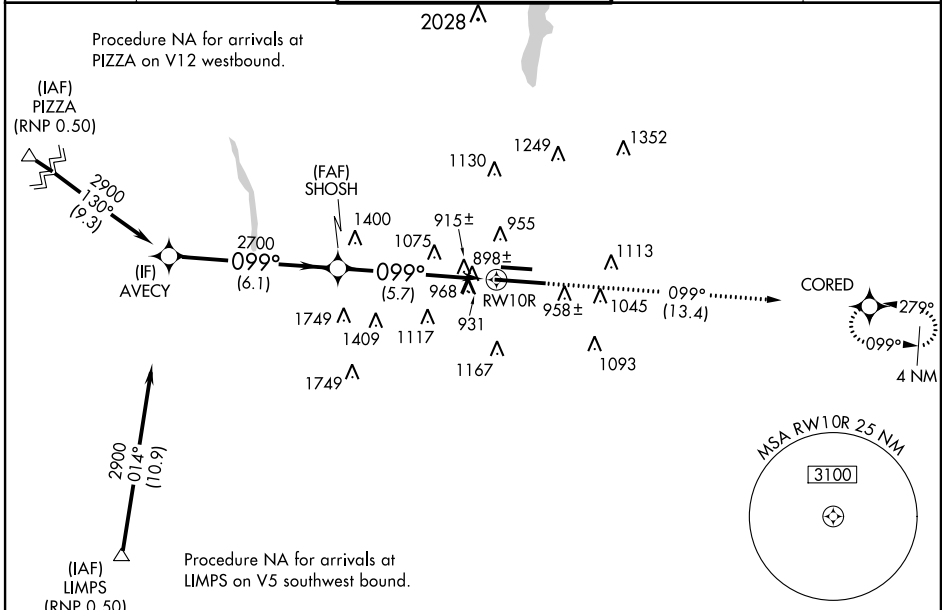 2028
Procedure NA for arrivals at
PIZZA on V12 westbound.
(IAF)
PIZZA
(RNP 0.50)
2900
130°
(9.3)
(IF)
AVECY
2700
099°
(6.1)
(FAF)
SHOSH
1400
1130
1249
1352
955
915±
1075
898±
1113
099°
(5.7)
968
RW10R
931
958±
1045
099°
(13.4)
CORED
279°
099°
4 NM
1749
1409
1117
1167
1093
1749
MSA RW10R 25 NM
3100
2900
014°
(10.9)
(IAF)
LIMPS
(RNP 0.50)
Procedure NA for arrivals at
LIMPS on V5 southwest bound.